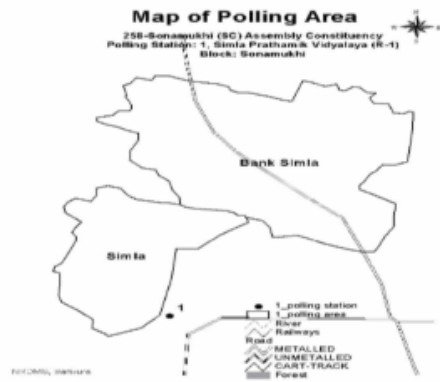 Map of Polling Area
258-Sonamukhi (SC) Assembly Constituency
Polling Station: 1, Simla Prathamik Vidyalaya (R-1)
Block: Sonamukhi
Bank Simla
Simla
1
1_polling station
1_polling area
River
Railways
Road
METALLED
UNMETALLED
CART-TRACK
Forest